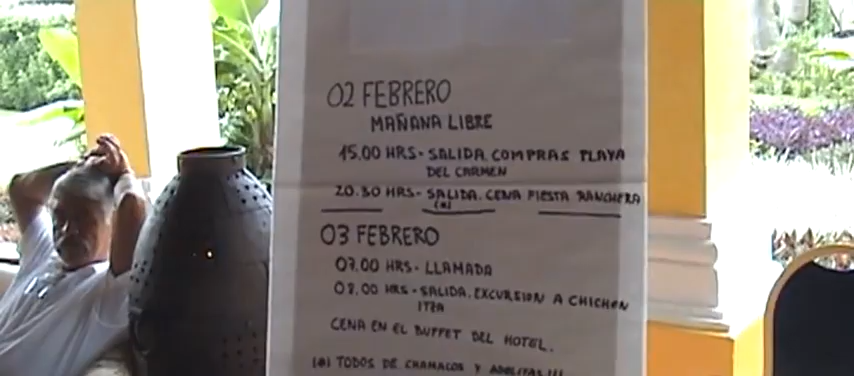 02 FEBRERO
MAÑANA LIBRE
15.00 HRS- SALIDA. COMPRAS PLAYA
DEL CARMEN
20.30 HRS- SALIDA. CENA FIESTA RANCHERA
(*)
03 FEBRERO
07.00 HRS- LLAMADA
08.00 HRS- SALIDA. EXCURSION A CHICHEN
ITZA
CENA EN EL BUFFET DEL HOTEL.
(*) TODOS DE CHAMACOS Y ADELITAS !!!